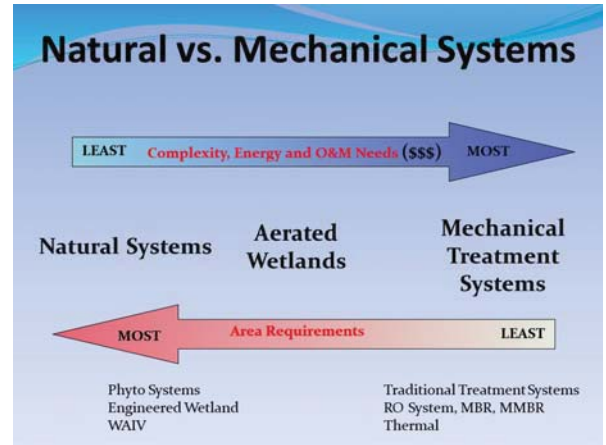 Natural vs. Mechanical Systems
LEAST Complexity, Energy and O&M Needs ($$$) MOST
Natural Systems
Aerated
Wetlands
Mechanical
Treatment
Systems
MOST Area Requirements LEAST
Phyto Systems
Engineered Wetland
WAIV
Traditional Treatment Systems
RO System, MBR, MMBR
Thermal